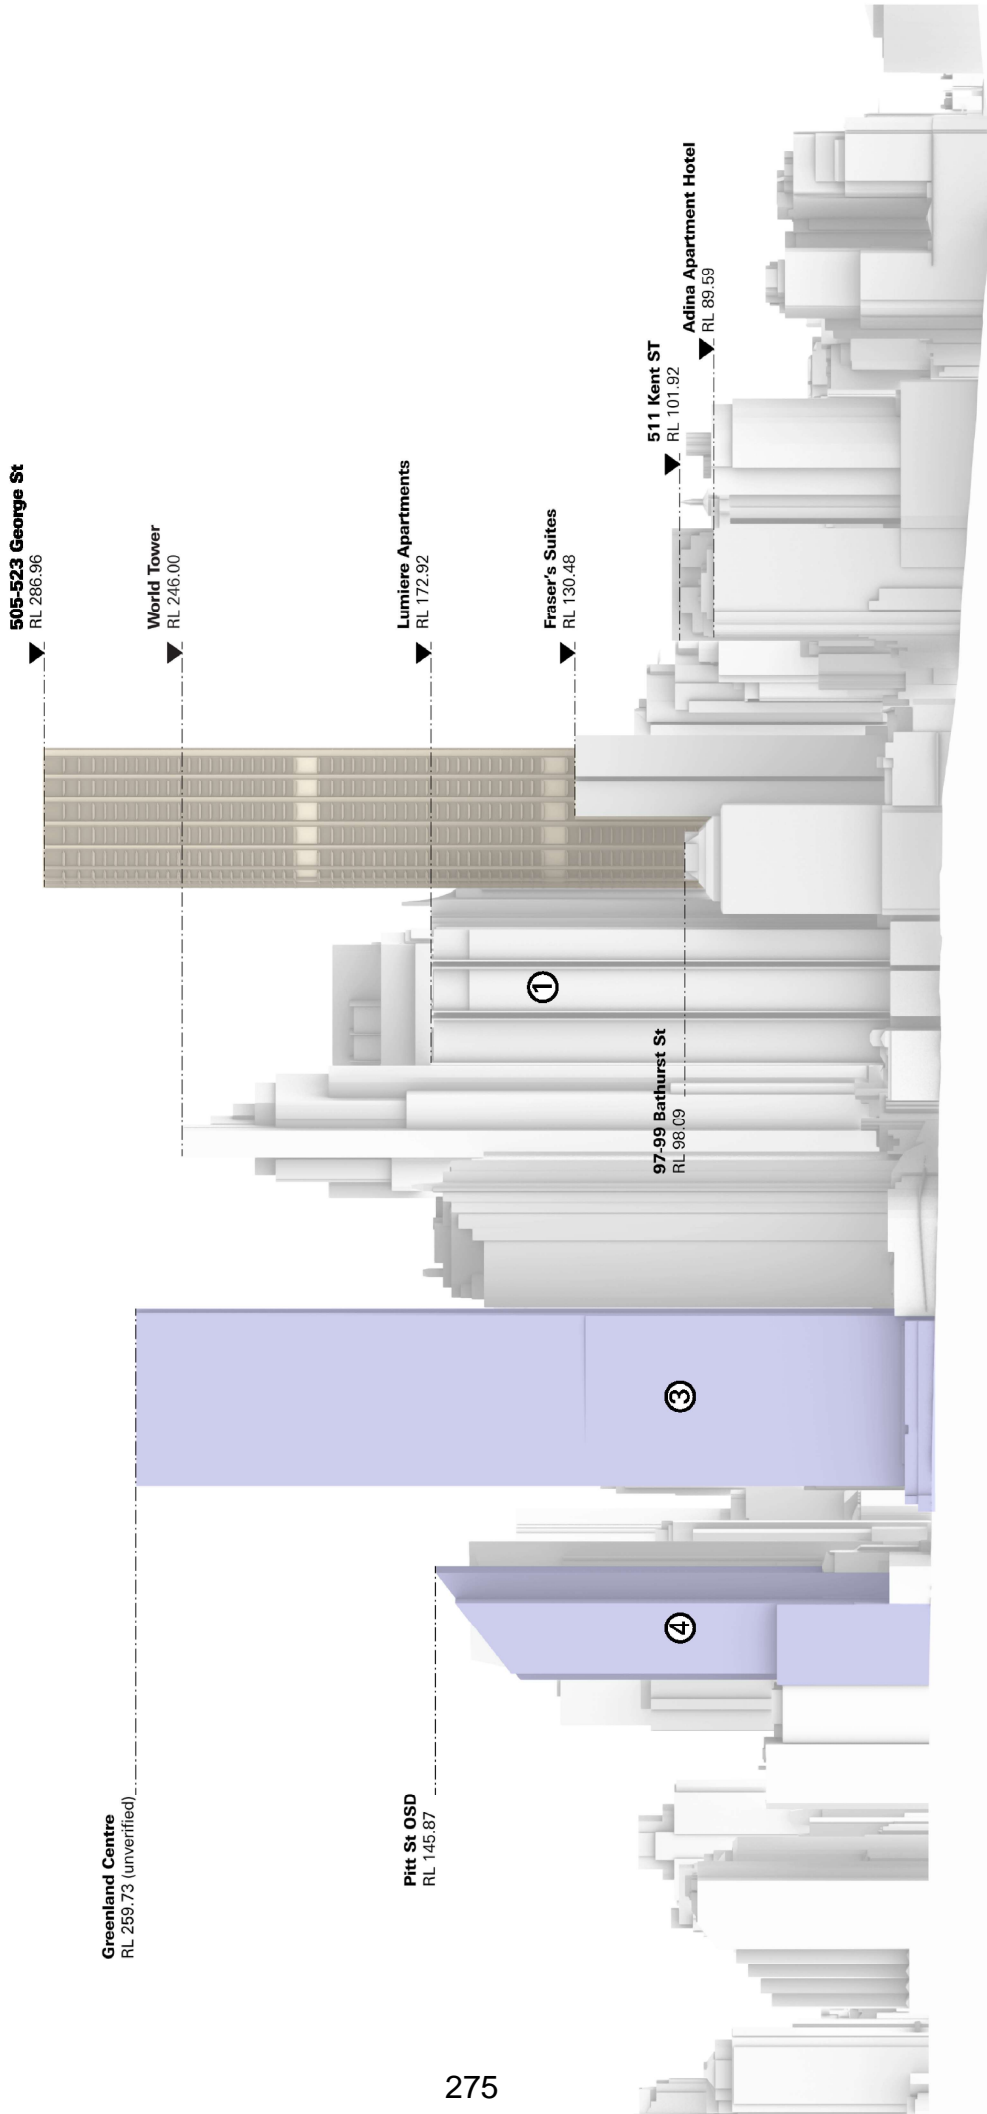 505-523 George St
RL 286.96
World Tower
RL 246.00
Lumiere Apartments
RL 172.92
Fraser's Suites
RL 130.48
511 Kent ST
RL 101.92
Adina Apartment Hotel
RL 89.59
97-99 Bathurst St
RL 98.09
Greenland Centre
RL 259.73 (unverified)
Pitt St OSD
RL 145.87
1
3
4
275